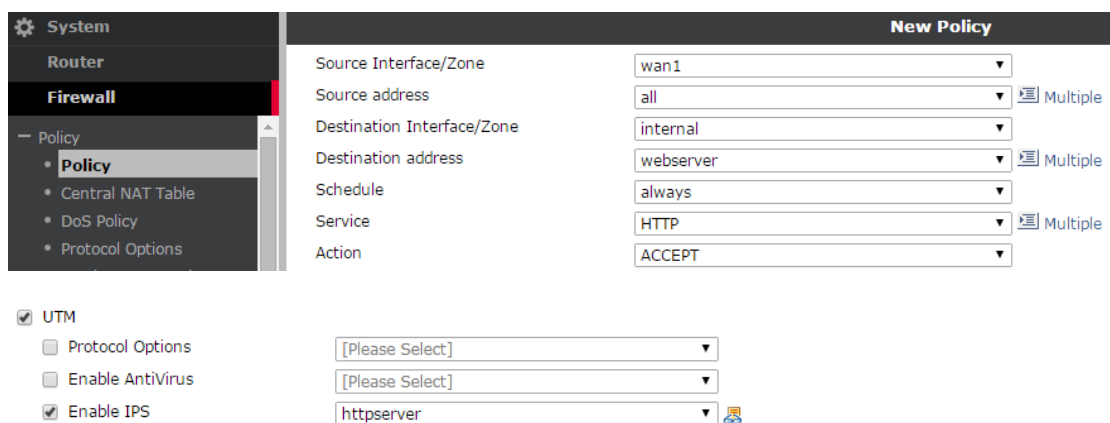 System
New Policy
Router
Firewall
Policy
Policy
Central NAT Table
DoS Policy
Protocol Options
Source Interface/Zone wan1
Source address all Multiple
Destination Interface/Zone internal
Destination address webserver Multiple
Schedule always
Service HTTP Multiple
Action ACCEPT
UTM
Protocol Options [Please Select]
Enable AntiVirus [Please Select]
Enable IPS httpserver